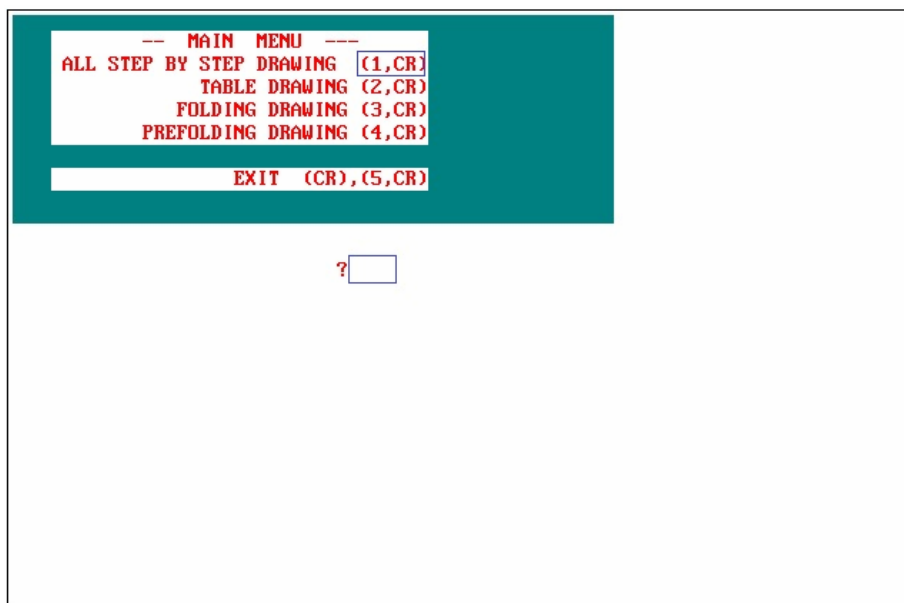 -- MAIN MENU ---
ALL STEP BY STEP DRAWING (1,CR)
TABLE DRAWING (2,CR)
FOLDING DRAWING (3,CR)
PREFOLDING DRAWING (4,CR)
EXIT (CR),(5,CR)
?